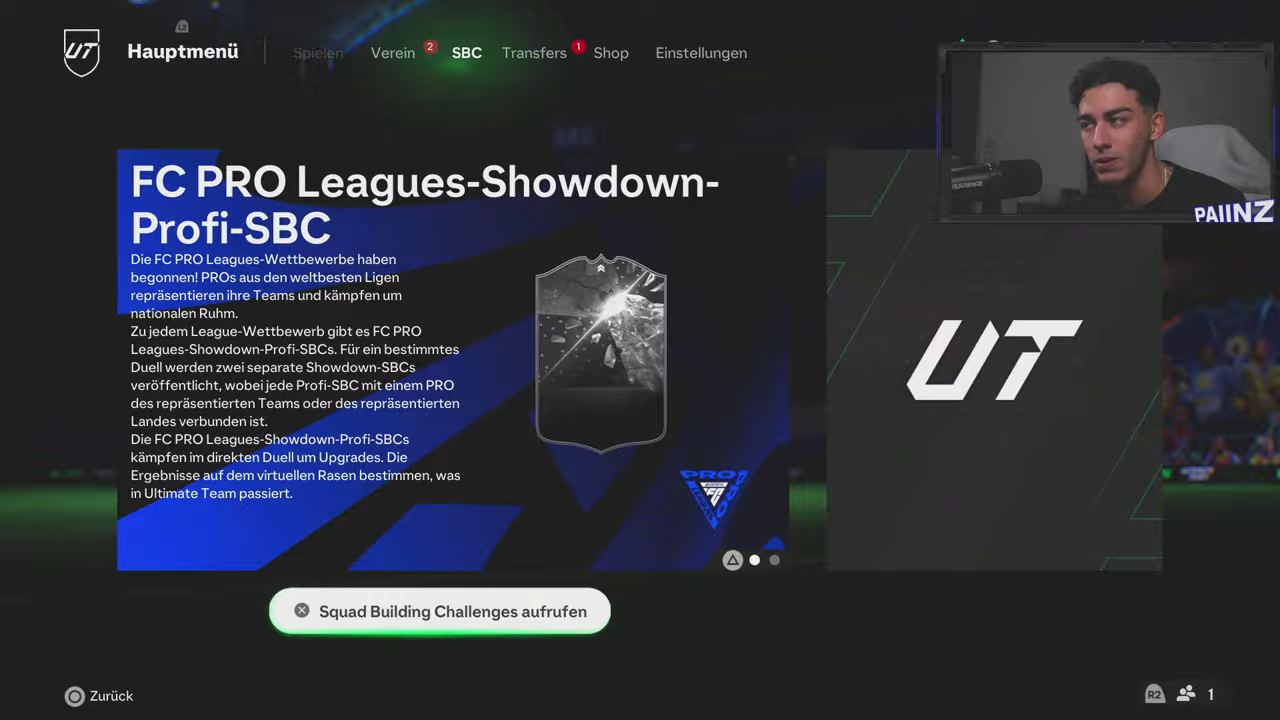 L2
UT
Hauptmenü
Spielen
Verein
2
SBC
Transfers
1
Shop
Einstellungen
PAIINZ
FC PRO Leagues-Showdown-
Profi-SBC
Die FC PRO Leagues-Wettbewerbe haben
begonnen! PROs aus den weltbesten Ligen
repräsentieren ihre Teams und kämpfen um
nationalen Ruhm.
Zu jedem League-Wettbewerb gibt es FC PRO
Leagues-Showdown-Profi-SBCs. Für ein bestimmtes
Duell werden zwei separate Showdown-SBCs
veröffentlicht, wobei jede Profi-SBC mit einem PRO
des repräsentierten Teams oder des repräsentierten
Landes verbunden ist.
Die FC PRO Leagues-Showdown-Profi-SBCs
kämpfen im direkten Duell um Upgrades. Die
Ergebnisse auf dem virtuellen Rasen bestimmen, was
in Ultimate Team passiert.
UT
PRO
FC
Squad Building Challenges aufrufen
Zurück
R2
1